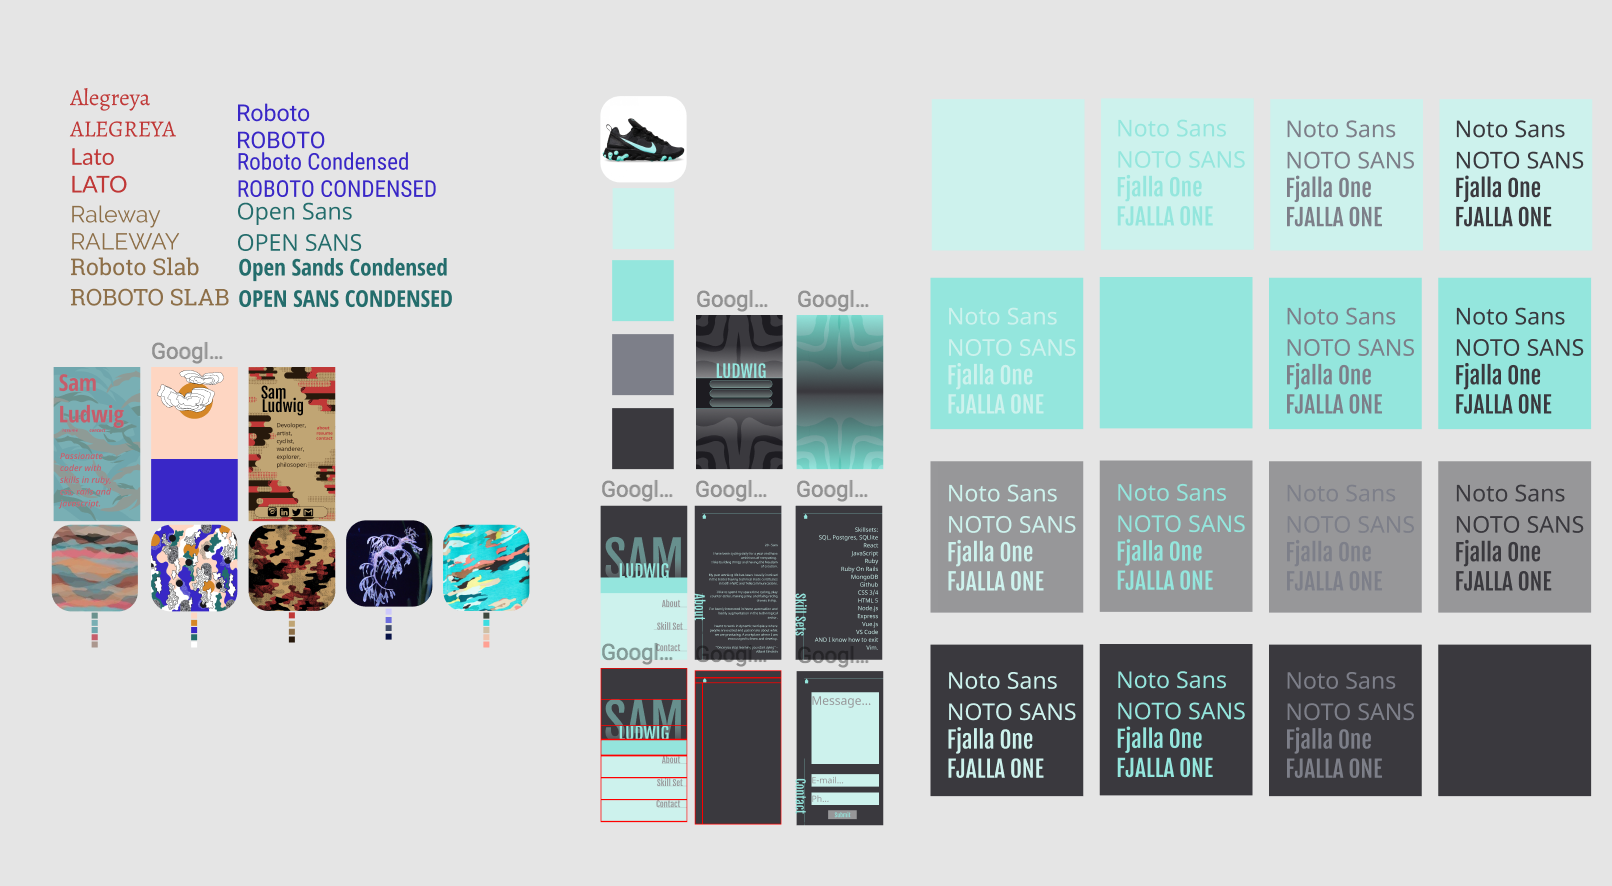 Alegreya
ALEGREYA
Lato
LATO
Raleway
RALEWAY
Roboto Slab
ROBOTO SLAB
Roboto
ROBOTO
Roboto Condensed
ROBOTO CONDENSED
Open Sans
OPEN SANS
Open Sands Condensed
OPEN SANS CONDENSED
Googl...
Sam
Ludwig
Passionate
coder with
skills in ruby,
Sam
Ludwig
Developer,
artist,
cyclist,
wanderer,
explorer,
philosoper,
about
resume
contact
Googl...
Googl...
LUDWIG
Googl...
Googl...
Googl...
SAM
LUDWIG
About
Skill Set
Contact
About
Skill Sets
Skillsets:
SQL, Postgres, SQLite
React
JavaScript
Ruby
Ruby On Rails
MongoDB
Github
CSS 3/4
HTML 5
Node.js
Express
Vue.js
VS Code
AND I know how to exit
Vim.
Googl...
Googl...
Googl...
SAM
LUDWIG
About
Skill Set
Contact
Message...
E-mail...
Ph...
Submit
Contact
Noto Sans
NOTO SANS
Fjalla One
FJALLA ONE
Noto Sans
NOTO SANS
Fjalla One
FJALLA ONE
Noto Sans
NOTO SANS
Fjalla One
FJALLA ONE
Noto Sans
NOTO SANS
Fjalla One
FJALLA ONE
Noto Sans
NOTO SANS
Fjalla One
FJALLA ONE
Noto Sans
NOTO SANS
Fjalla One
FJALLA ONE
Noto Sans
NOTO SANS
Fjalla One
FJALLA ONE
Noto Sans
NOTO SANS
Fjalla One
FJALLA ONE
Noto Sans
NOTO SANS
Fjalla One
FJALLA ONE
Noto Sans
NOTO SANS
Fjalla One
FJALLA ONE
Noto Sans
NOTO SANS
Fjalla One
FJALLA ONE
Noto Sans
NOTO SANS
Fjalla One
FJALLA ONE
Noto Sans
NOTO SANS
Fjalla One
FJALLA ONE